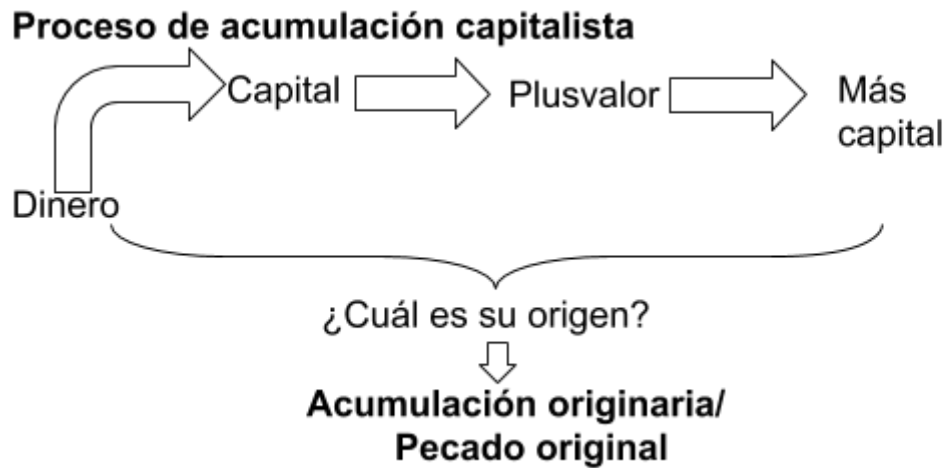 Proceso de acumulación capitalista
Capital
Plusvalor
Más
capital
Dinero
¿Cuál es su origen?
Acumulación originaria/
Pecado original